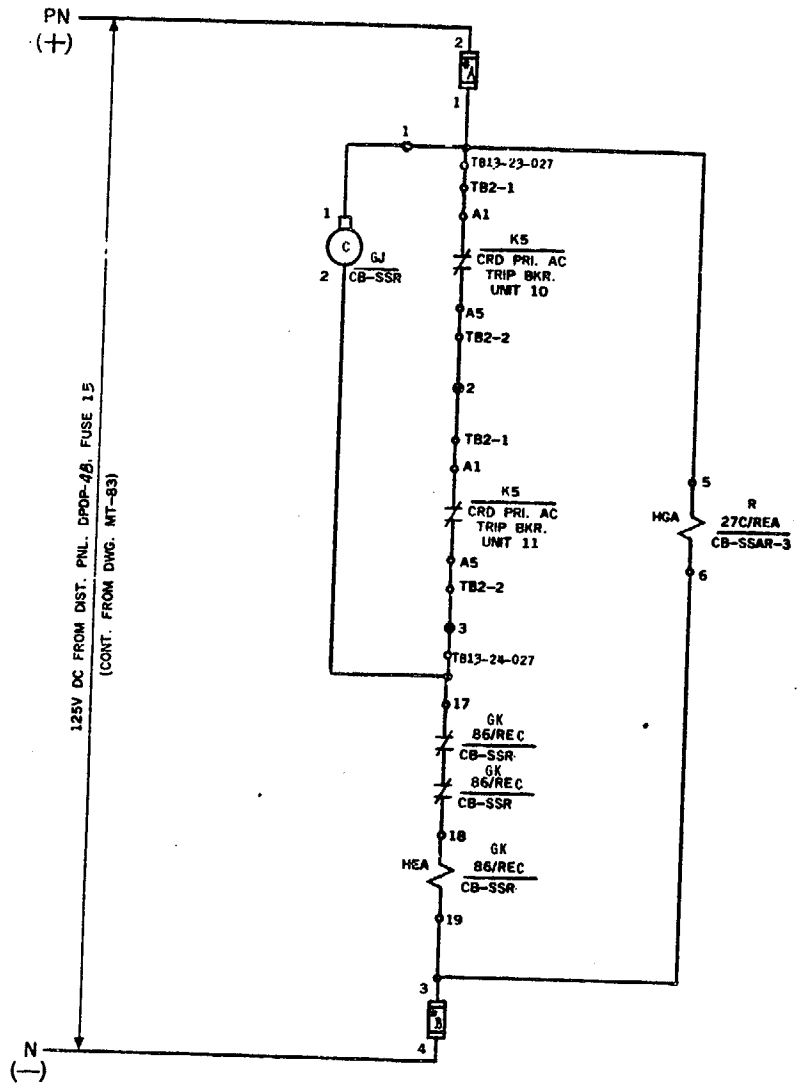 PN
(+)
2
A
1
1
TB13-23-027
TB2-1
1
A1
C
2
GJ
CB-SSR
K5
CRD PRI. AC
TRIP BKR.
UNIT 10
A5
TB2-2
2
TB2-1
A1
K5
CRD PRI. AC
TRIP BKR.
UNIT 11
A5
TB2-2
3
TB13-24-027
5
HGA
R
27C/REA
CB-SSAR-3
6
125V DC FROM DIST. PNL. DPDP-4B, FUSE 15
(CONT. FROM DWG. MT-83)
17
GK
86/REC
CB-SSR
GK
86/REC
CB-SSR
18
HEA
GK
86/REC
CB-SSR
19
3
B
4
N
(—)